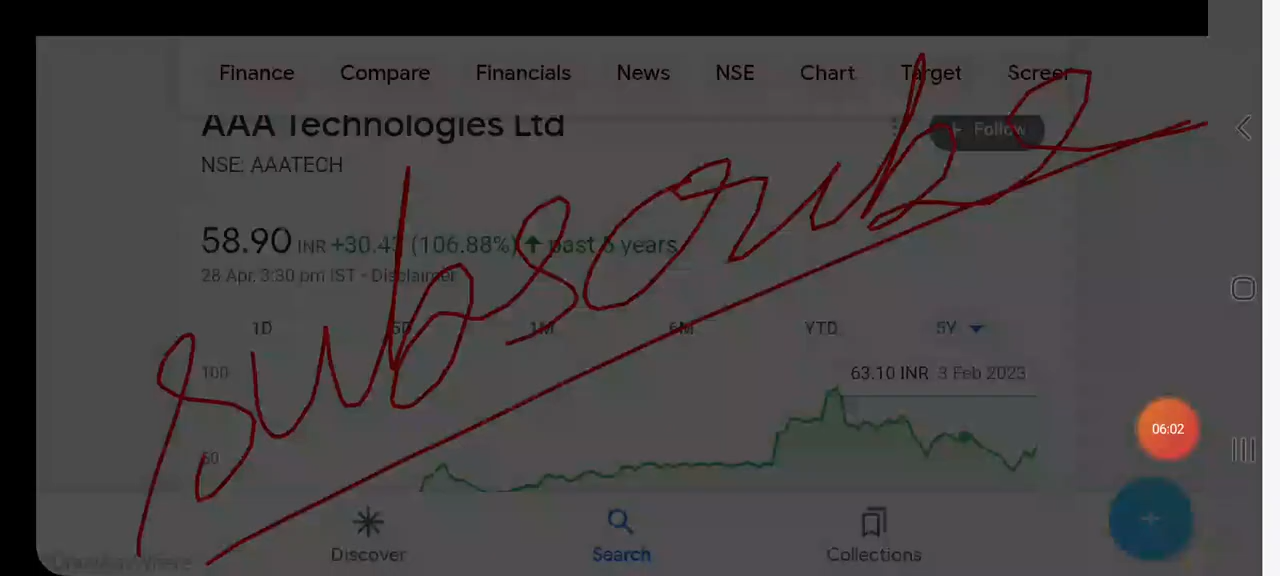 Finance Compare Financials News NSE Chart Target Screen
AAA Technologies Ltd
+ Follow
NSE: AAATECH
58.90 INR +30.43 (106.88%) ↑ past 5 years
28 Apr, 3:30 pm IST - Disclaimer
1D 5D 1M 6M YTD 5Y
100
63.10 INR 3 Feb 2023
50
subscribe
06:02
+
Discover Search Collections